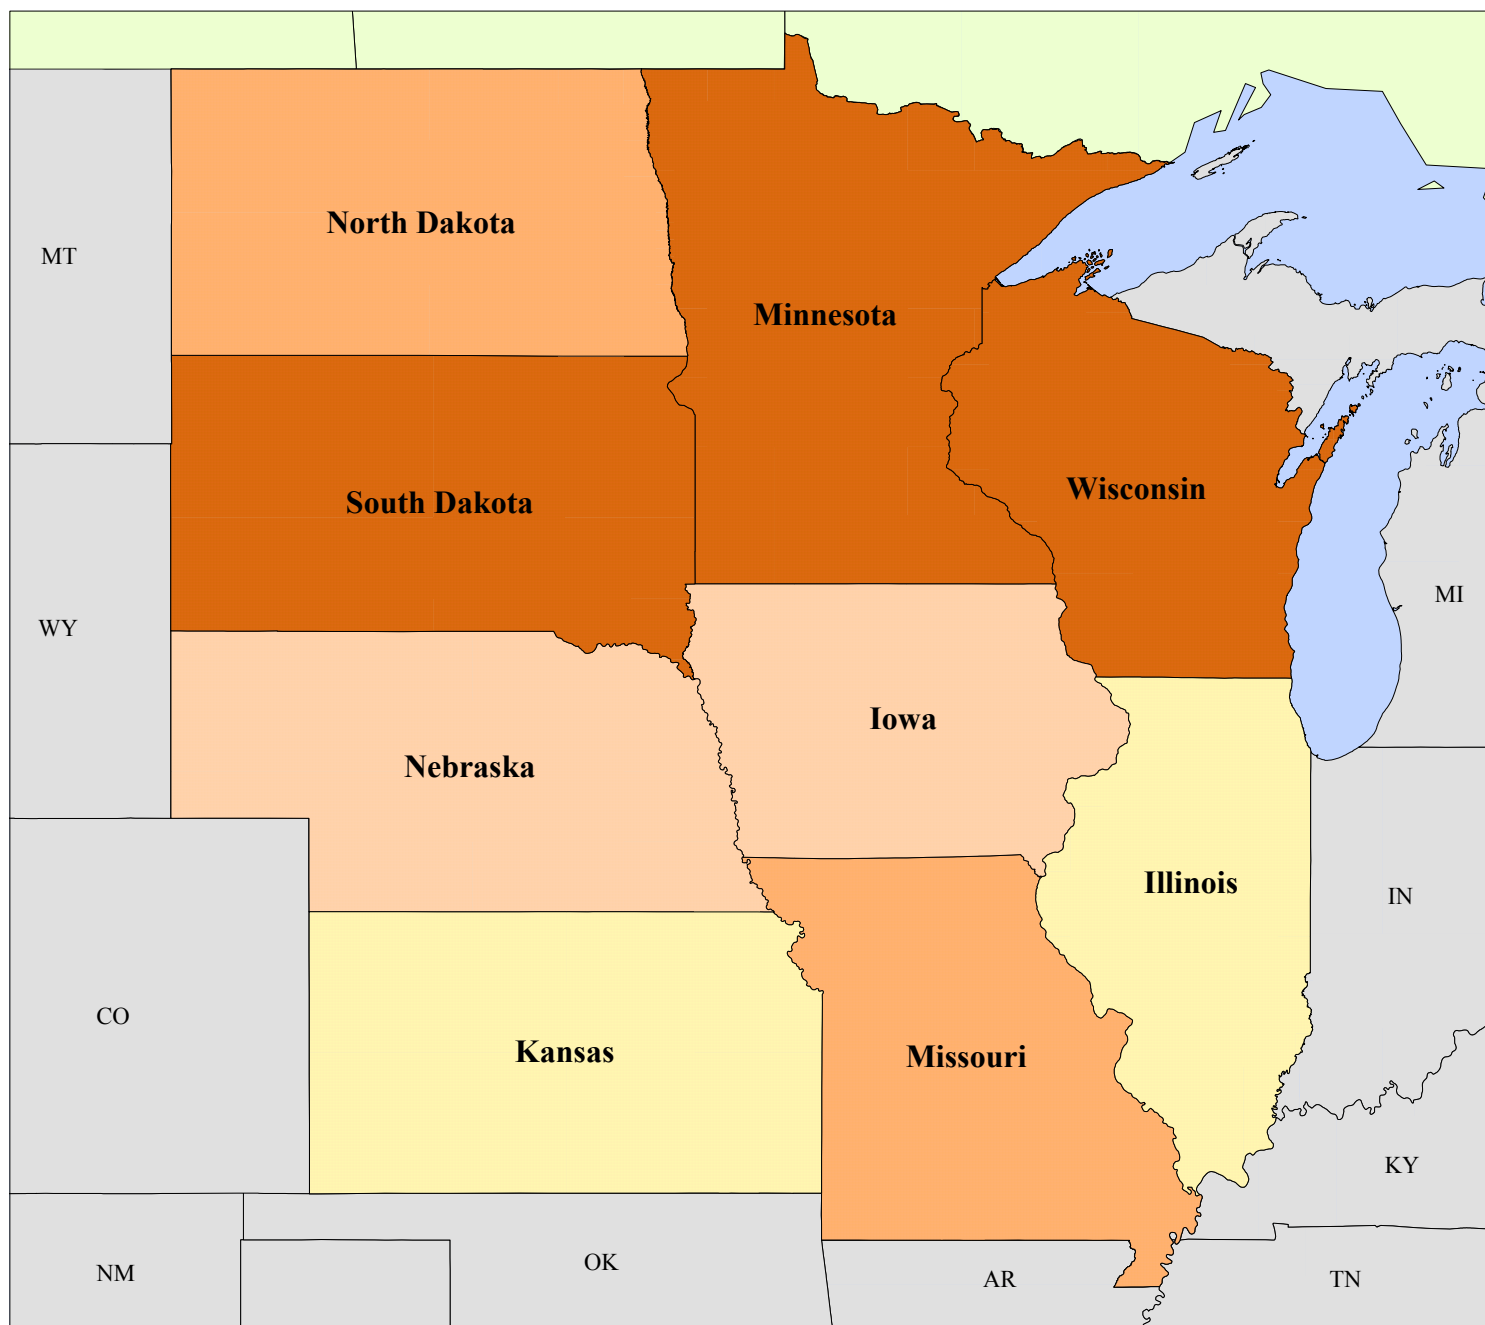 North Dakota
MT
Minnesota
Wisconsin
South Dakota
MI
WY
Iowa
Nebraska
Illinois
IN
CO
Kansas
Missouri
KY
OK
NM
AR
TN